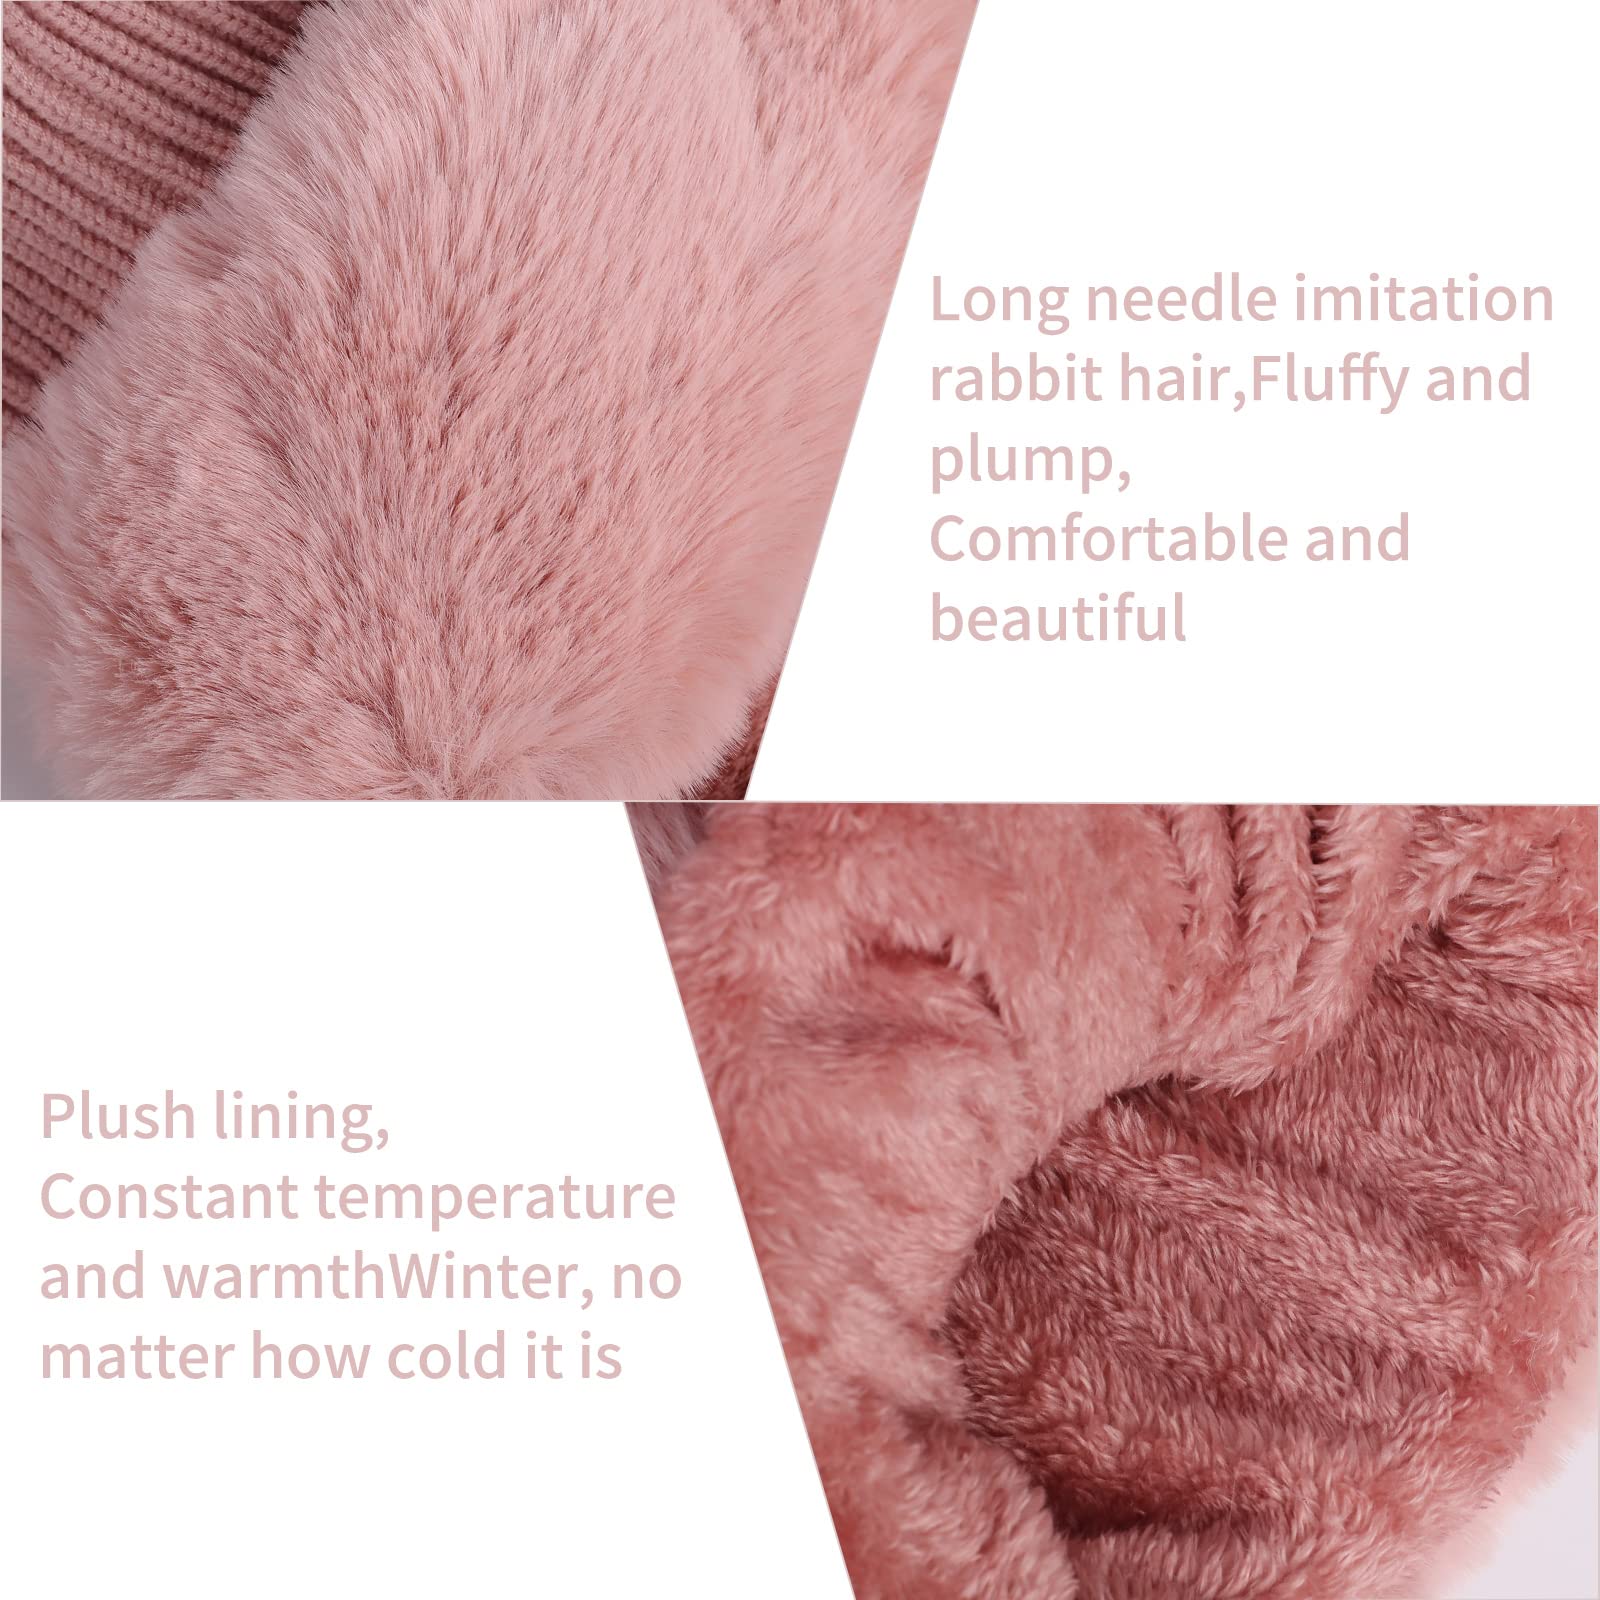 Long needle imitation
rabbit hair,Fluffy and
plump,
Comfortable and
beautiful
Plush lining,
Constant temperature
and warmthWinter, no
matter how cold it is